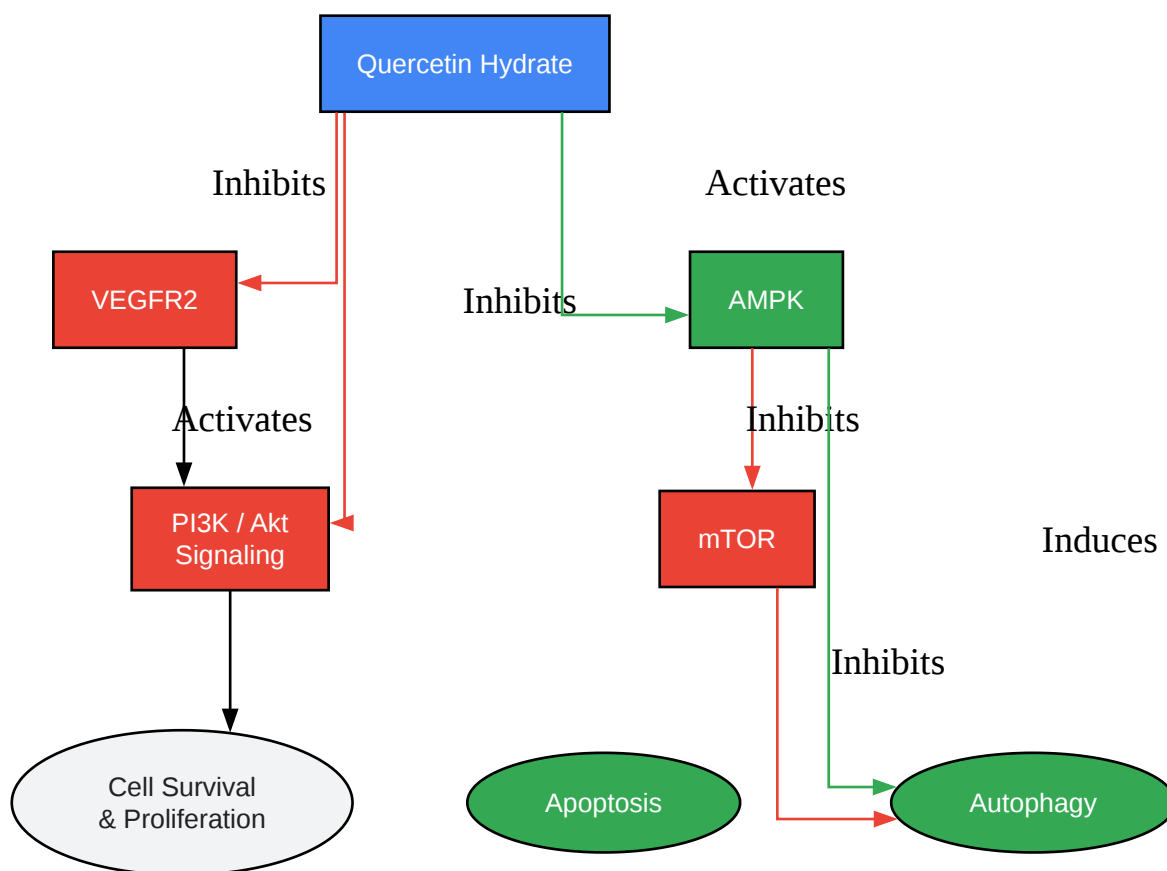 Quercetin Hydrate
Inhibits
Activates
VEGFR2
Inhibits
AMPK
Activates
Inhibits
PI3K / Akt
Signaling
mTOR
Induces
Inhibits
Cell Survival
& Proliferation
Apoptosis
Autophagy